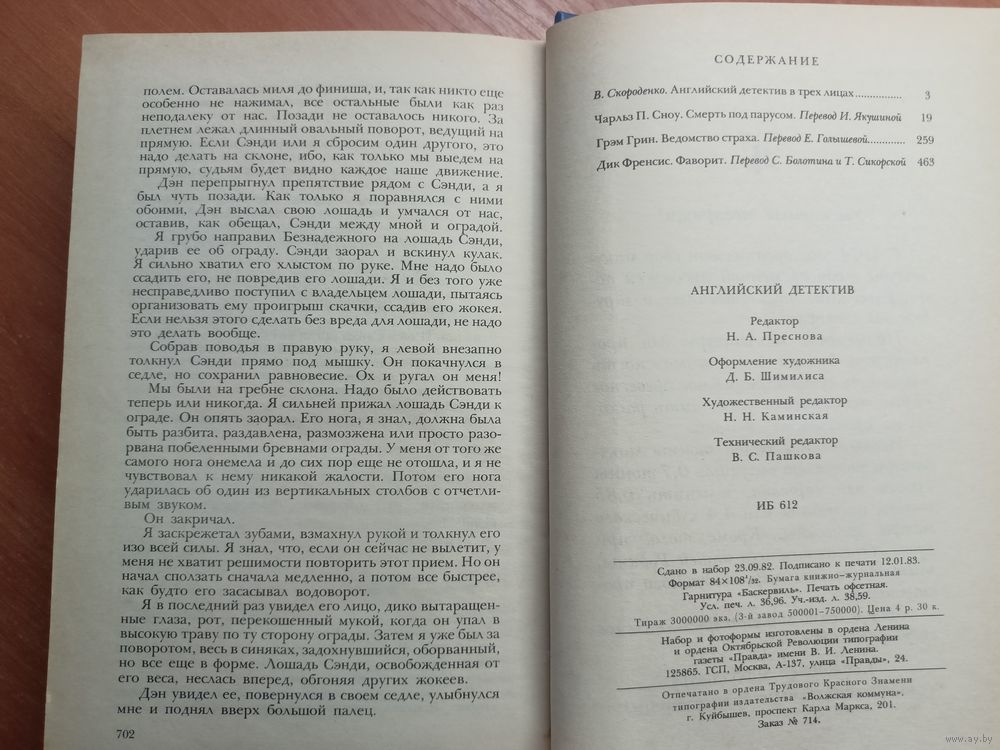 полем. Оставалась миля до финиша, и, так как никто еще
особенно не нажимал, все остальные были как раз
неподалеку от нас. Позади не оставалось никого. За
плетнем лежал длинный овальный поворот, ведущий на
прямую. Если Сэнди или я сбросим один другого, это
надо делать на склоне, ибо, как только мы выедем на
прямую, судьям будет видно каждое наше движение.
Дэн перепрыгнул препятствие рядом с Сэнди, а я
был чуть позади. Как только я поравнялся с ними
обоими, Дэн выслал свою лошадь и умчался от нас,
оставив, как обещал, Сэнди между мной и оградой.
Я грубо направил Безнадежного на лошадь Сэнди,
ударив ее об ограду. Сэнди заорал и вскинул кулак.
Я сильно хватил его хлыстом по руке. Мне надо было
ссадить его, не повредив его лошади. Я и без того уже
несправедливо поступил с владельцем лошади, пытаясь
организовать ему проигрыш скачки, ссадив его жокея.
Если нельзя этого сделать без вреда для лошади, не надо
это делать вообще.
Собрав поводья в правую руку, я левой внезапно
толкнул Сэнди прямо под мышку. Он покачнулся в
седле, но сохранил равновесие. Ох и ругал он меня!
Мы были на гребне склона. Надо было действовать
теперь или никогда. Я сильней прижал лошадь Сэнди к
ограде. Он опять заорал. Его нога, я знал, должна была
быть разбита, раздавлена, размозжена или просто разо-
рвана побеленными бревнами ограды. У меня от того же
самого нога онемела и до сих пор еще не отошла, и я не
чувствовал к нему никакой жалости. Потом его нога
ударилась об один из вертикальных столбов с отчетли-
вым звуком.
Он закричал.
Я заскрежетал зубами, взмахнул рукой и толкнул его
изо всей силы. Я знал, что, если он сейчас не вылетит, у
меня не хватит решимости повторить этот прием. Но он
начал сползать сначала медленно, а потом все быстрее,
как будто его засасывал водоворот.
Я в последний раз увидел его лицо, дико вытаращен-
ные глаза, рот, перекошенный мукой, когда он упал в
высокую траву по ту сторону ограды. Затем я уже был за
поворотом, весь в синяках, задохнувшийся, оборванный,
но все еще в форме. Лошадь Сэнди, освобожденная от
его веса, неслась вперед, обгоняя других жокеев.
Дэн увидел ее, повернулся в своем седле, улыбнулся
мне и поднял вверх большой палец.
702
СОДЕРЖАНИЕ
В. Скороденко. Английский детектив в трех лицах................ 3
Чарльз П. Сноу. Смерть под парусом. Перевод И. Якушиной 19
Грэм Грин. Ведомство страха. Перевод Е. Голышевой............. 259
Дик Френсис. Фаворит. Перевод С. Болотина и Т. Сикорской 463
АНГЛИЙСКИЙ ДЕТЕКТИВ
Редактор
Н. А. Преснова
Оформление художника
Д. Б. Шимилиса
Художественный редактор
Н. Н. Каминская
Технический редактор
В. С. Пашкова
ИБ 612
Сдано в набор 23.09.82. Подписано к печати 12.01.83.
Формат 84×108¹/₃₂. Бумага книжно-журнальная
Гарнитура «Баскервиль». Печать офсетная.
Усл. печ. л. 36,96. Уч.-изд. л. 38,59.
Тираж 3000000 экз. (3-й завод 500001–750000). Цена 4 р. 30 к.
Набор и фотоформы изготовлены в ордена Ленина
и ордена Октябрьской Революции типографии
газеты «Правда» имени В. И. Ленина.
125865. ГСП, Москва, А-137, улица «Правды», 24.
Отпечатано в ордена Трудового Красного Знамени
типографии издательства «Волжская коммуна».
г. Куйбышев, проспект Карла Маркса, 201.
Заказ № 714.
www.ay.by